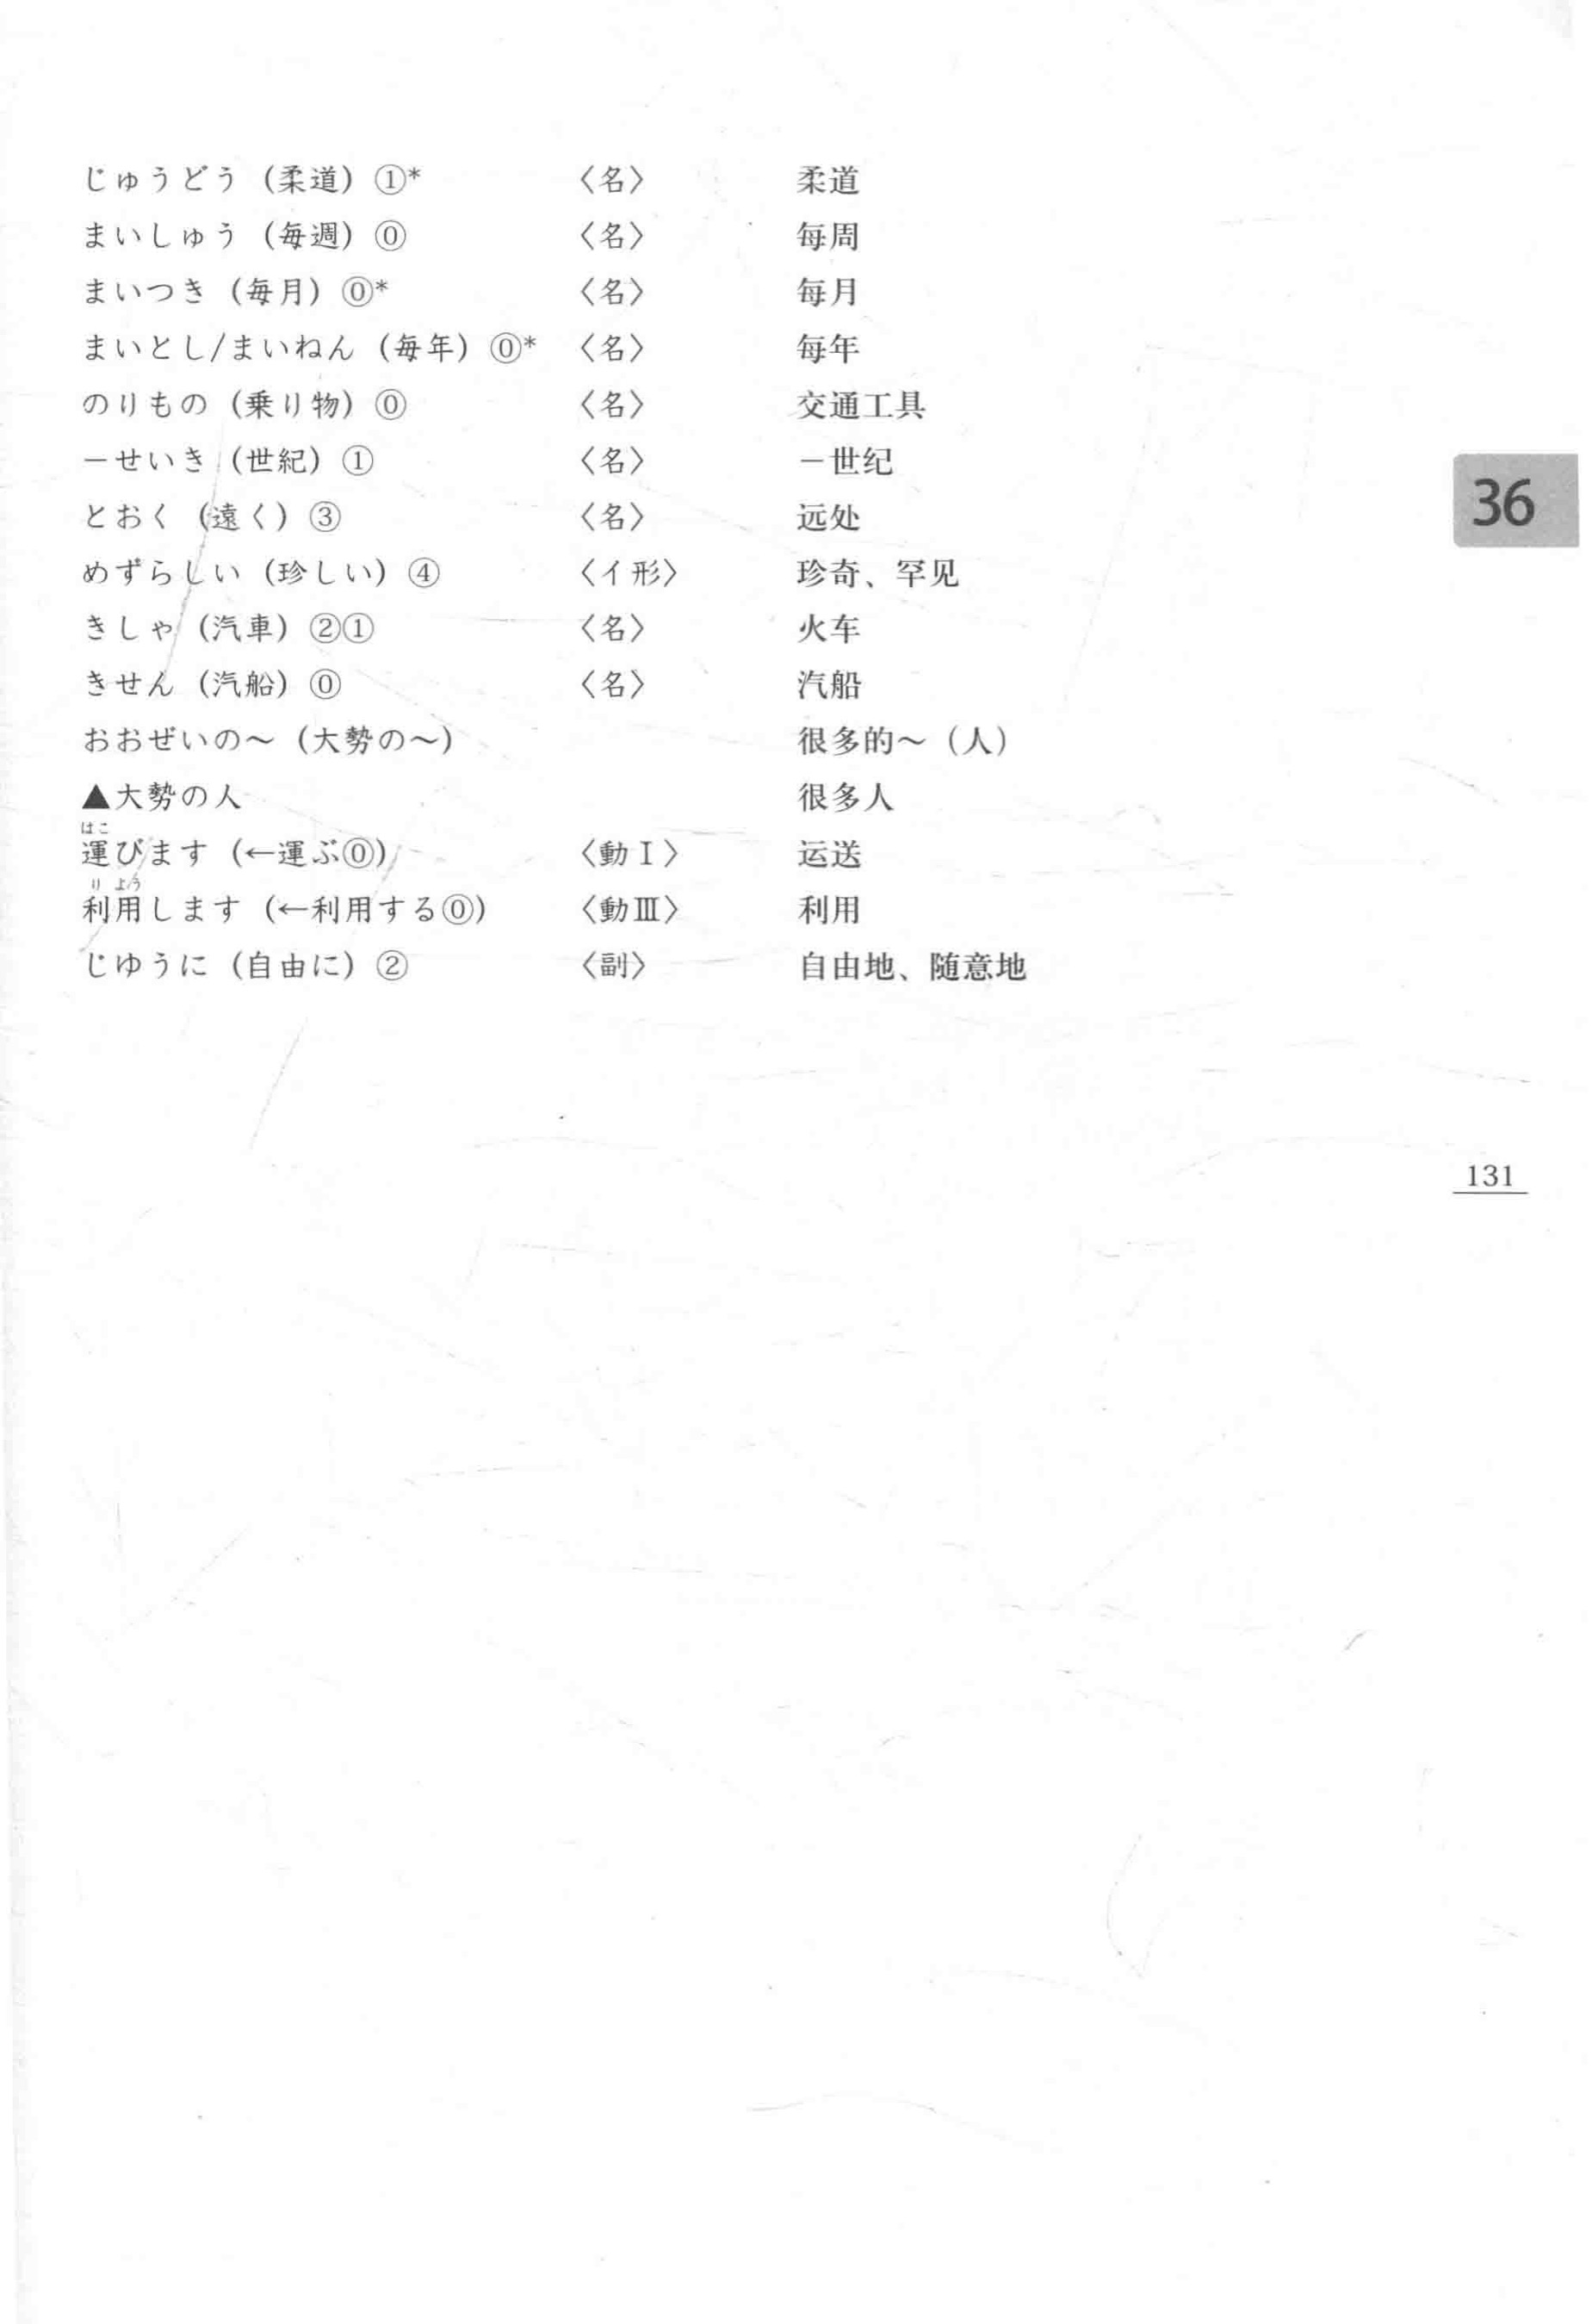 じゅうどう（柔道）①* 〈名〉 柔道
まいしゅう（毎週）⓪ 〈名〉 每周
まいつき（毎月）⓪* 〈名〉 每月
まいとし/まいねん（毎年）⓪* 〈名〉 每年
のりもの（乗り物）⓪ 〈名〉 交通工具
－せいき（世紀）① 〈名〉 －世纪
とおく（遠く）③ 〈名〉 远处
36
めずらしい（珍しい）④ 〈イ形〉 珍奇、罕见
きしゃ（汽車）②① 〈名〉 火车
きせん（汽船）⓪ 〈名〉 汽船
おおぜいの～（大勢の～） 很多的～（人）
▲大勢の人 很多人
はこ
運びます（←運ぶ⓪） 〈動Ⅰ〉 运送
り よう
利用します（←利用する⓪） 〈動Ⅲ〉 利用
じゆうに（自由に）② 〈副〉 自由地、随意地
131